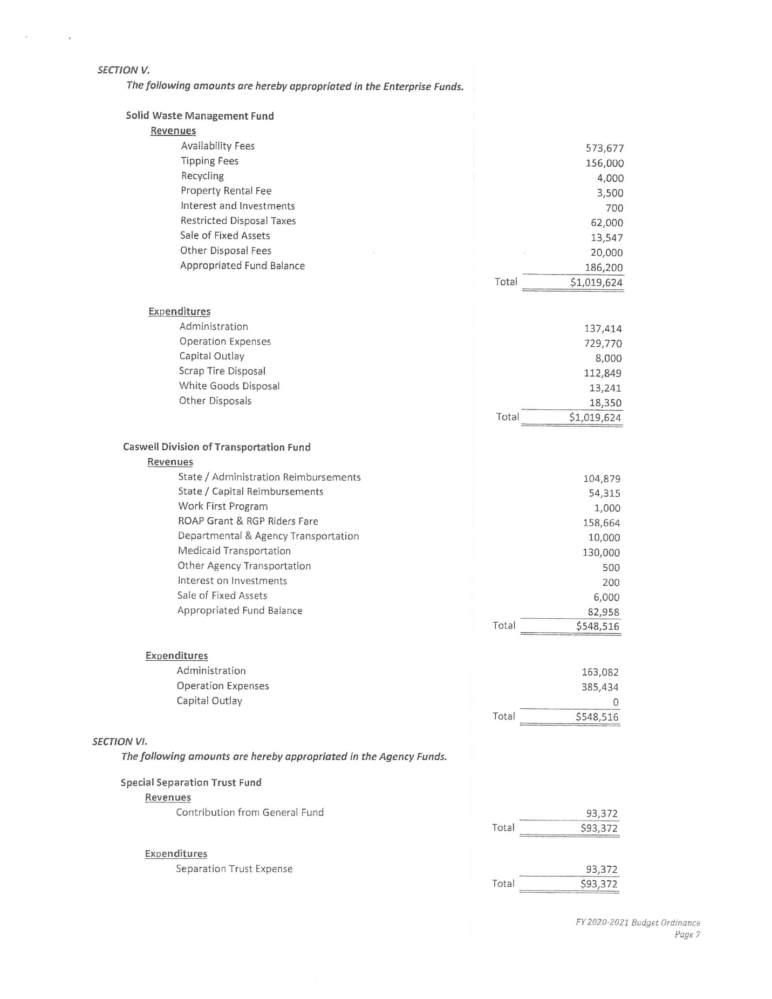 SECTION V.
The following amounts are hereby appropriated in the Enterprise Funds.
Solid Waste Management Fund
Revenues
Availability Fees 573,677
Tipping Fees 156,000
Recycling 4,000
Property Rental Fee 3,500
Interest and Investments 700
Restricted Disposal Taxes 62,000
Sale of Fixed Assets 13,547
Other Disposal Fees 20,000
Appropriated Fund Balance 186,200
Total $1,019,624
Expenditures
Administration 137,414
Operation Expenses 729,770
Capital Outlay 8,000
Scrap Tire Disposal 112,849
White Goods Disposal 13,241
Other Disposals 18,350
Total $1,019,624
Caswell Division of Transportation Fund
Revenues
State / Administration Reimbursements 104,879
State / Capital Reimbursements 54,315
Work First Program 1,000
ROAP Grant & RGP Riders Fare 158,664
Departmental & Agency Transportation 10,000
Medicaid Transportation 130,000
Other Agency Transportation 500
Interest on Investments 200
Sale of Fixed Assets 6,000
Appropriated Fund Balance 82,958
Total $548,516
Expenditures
Administration 163,082
Operation Expenses 385,434
Capital Outlay 0
Total $548,516
SECTION VI.
The following amounts are hereby appropriated in the Agency Funds.
Special Separation Trust Fund
Revenues
Contribution from General Fund 93,372
Total $93,372
Expenditures
Separation Trust Expense 93,372
Total $93,372
FY 2020-2021 Budget Ordinance
Page 7